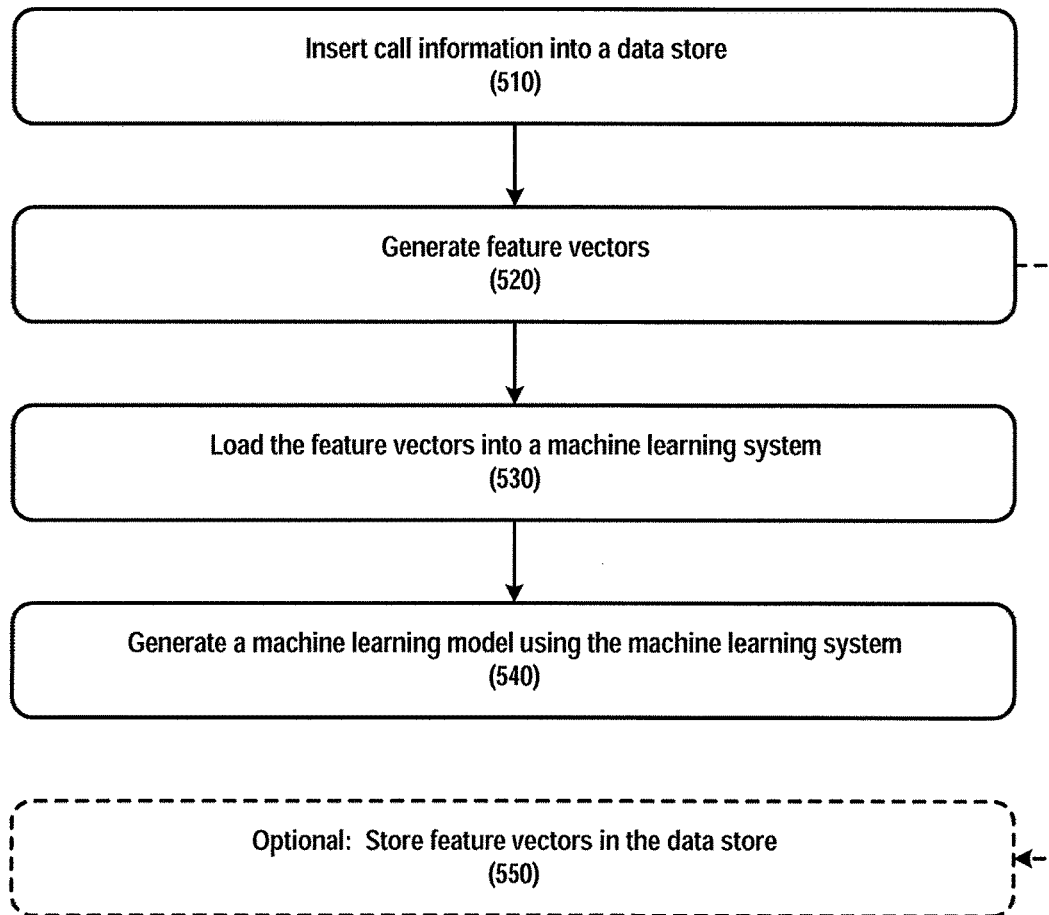 Insert call information into a data store
(510)
Generate feature vectors
(520)
Load the feature vectors into a machine learning system
(530)
Generate a machine learning model using the machine learning system
(540)
Optional: Store feature vectors in the data store
(550)